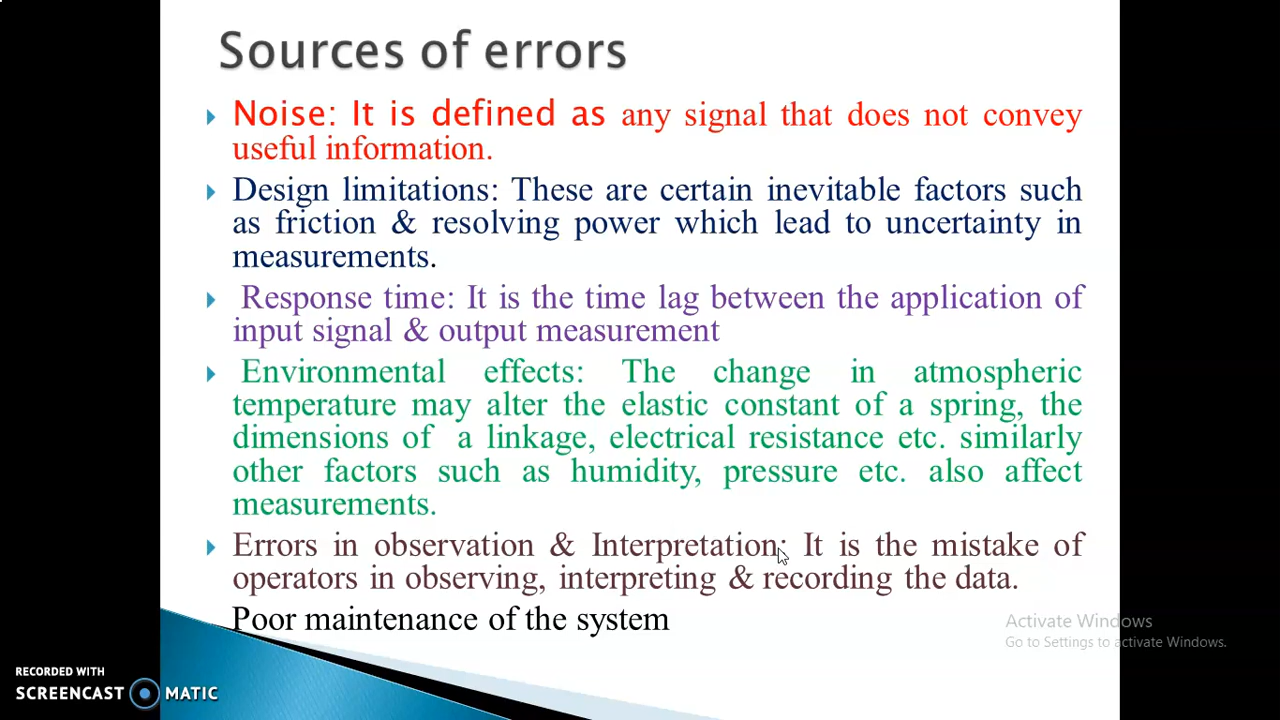 Sources of errors
Noise: It is defined as any signal that does not convey
useful information.
Design limitations: These are certain inevitable factors such
as friction & resolving power which lead to uncertainty in
measurements.
Response time: It is the time lag between the application of
input signal & output measurement
Environmental effects: The change in atmospheric
temperature may alter the elastic constant of a spring, the
dimensions of a linkage, electrical resistance etc. similarly
other factors such as humidity, pressure etc. also affect
measurements.
Errors in observation & Interpretation: It is the mistake of
operators in observing, interpreting & recording the data.
Poor maintenance of the system
Activate Windows
Go to Settings to activate Windows.
RECORDED WITH
SCREENCAST MATIC